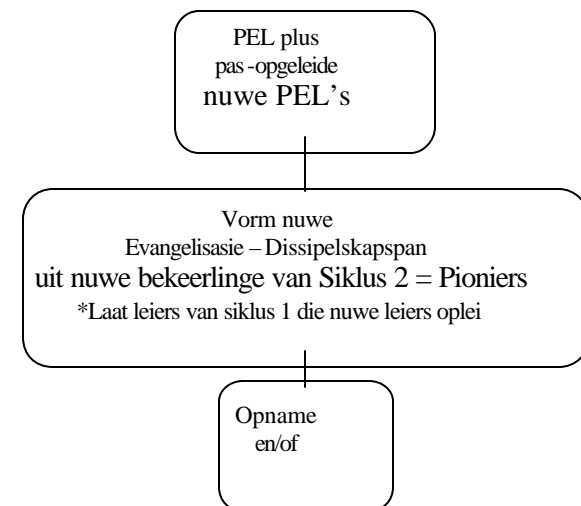 PEL plus
pas-opgeleide
nuwe PEL's
Vorm nuwe
Evangelisasie – Dissipelskapspan
uit nuwe bekeerlinge van Siklus 2 = Pioniers
*Laat leiers van siklus 1 die nuwe leiers oplei
Opname
en/of